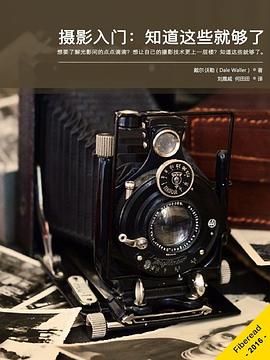 摄影入门：知道这些就够了
想要了解光影间的点点滴滴？想让自己的摄影技术更上一层楼？知道这些就够了。
戴尔·沃勒（Dale Waller）® 著
刘晨威 何田田 ® 译
Fiberead
· 2016 ·